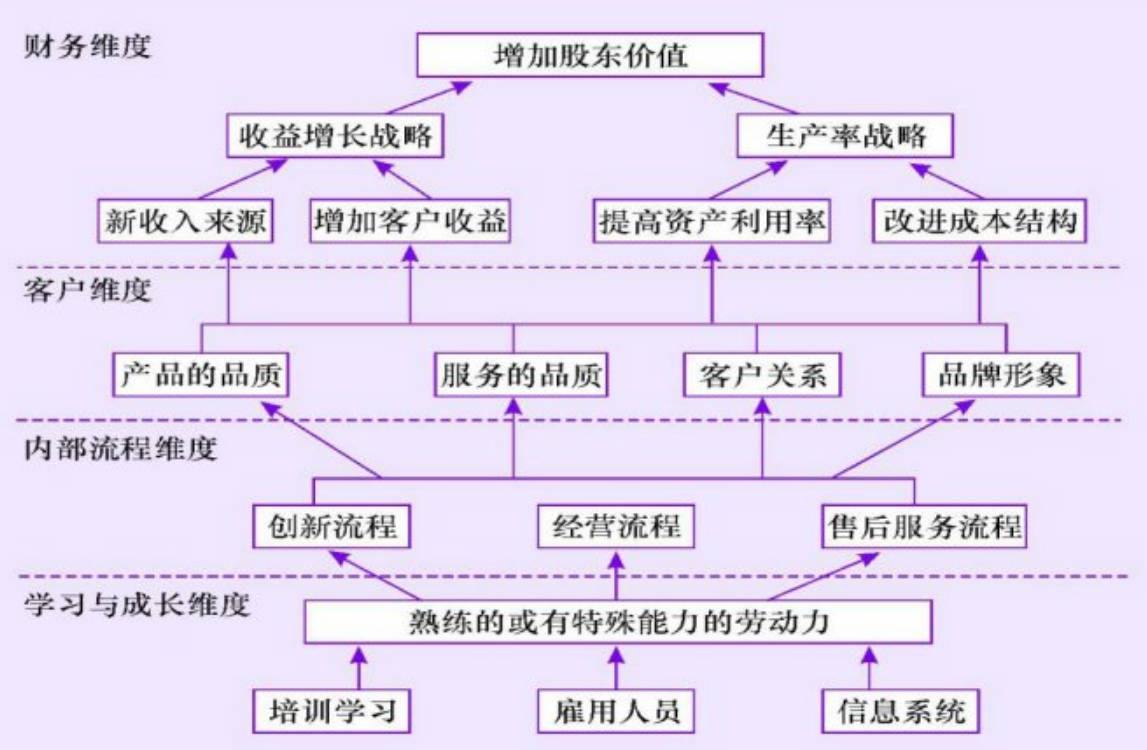 财务维度
增加股东价值
收益增长战略
生产率战略
新收入来源
增加客户收益
提高资产利用率
改进成本结构
客户维度
产品的品质
服务的品质
客户关系
品牌形象
内部流程维度
创新流程
经营流程
售后服务流程
学习与成长维度
熟练的或有特殊能力的劳动力
培训学习
雇用人员
信息系统